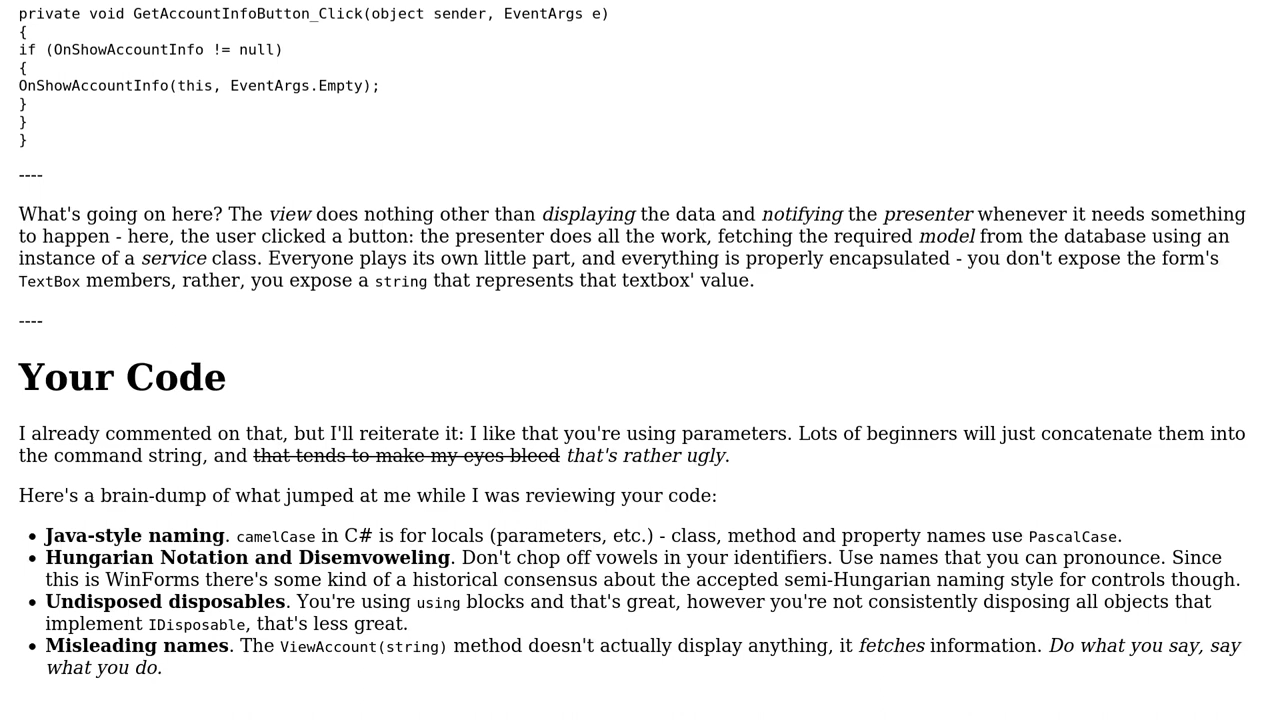 private void GetAccountInfoButton_Click(object sender, EventArgs e)
{
if (OnShowAccountInfo != null)
{
OnShowAccountInfo(this, EventArgs.Empty);
}
}
}
----
What's going on here? The view does nothing other than displaying the data and notifying the presenter whenever it needs something
to happen - here, the user clicked a button: the presenter does all the work, fetching the required model from the database using an
instance of a service class. Everyone plays its own little part, and everything is properly encapsulated - you don't expose the form's
TextBox members, rather, you expose a string that represents that textbox' value.
----
Your Code
I already commented on that, but I'll reiterate it: I like that you're using parameters. Lots of beginners will just concatenate them into
the command string, and that tends to make my eyes bleed that's rather ugly.
Here's a brain-dump of what jumped at me while I was reviewing your code:
• Java-style naming. camelCase in C# is for locals (parameters, etc.) - class, method and property names use PascalCase.
• Hungarian Notation and Disemvoweling. Don't chop off vowels in your identifiers. Use names that you can pronounce. Since
this is WinForms there's some kind of a historical consensus about the accepted semi-Hungarian naming style for controls though.
• Undisposed disposables. You're using using blocks and that's great, however you're not consistently disposing all objects that
implement IDisposable, that's less great.
• Misleading names. The ViewAccount(string) method doesn't actually display anything, it fetches information. Do what you say, say
what you do.